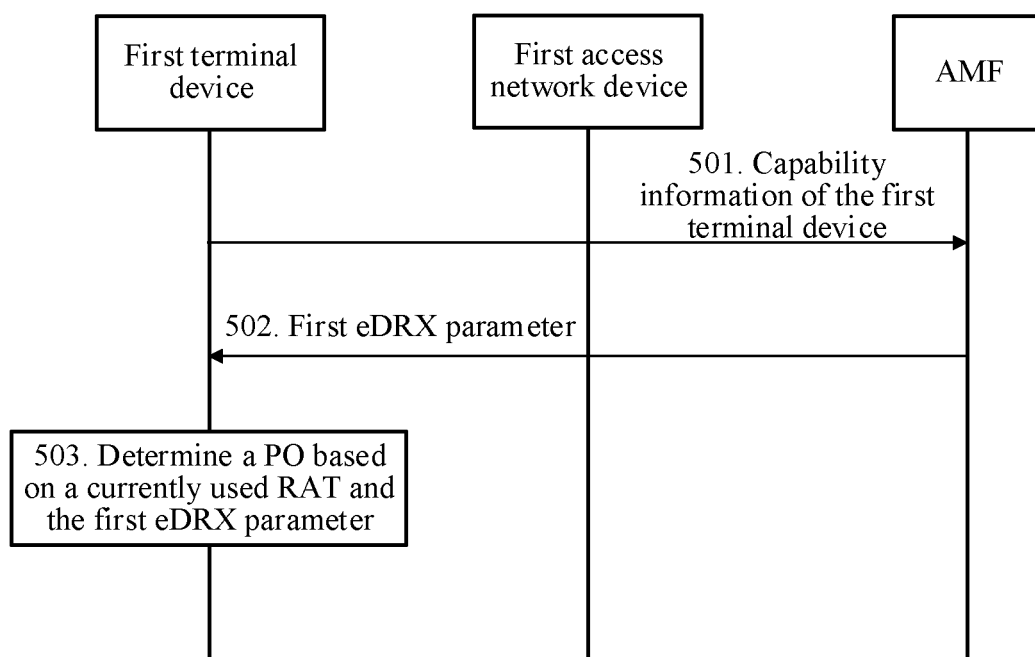 First terminal
device
First access
network device
AMF
501. Capability
information of the first
terminal device
502. First eDRX parameter
503. Determine a PO based
on a currently used RAT and
the first eDRX parameter